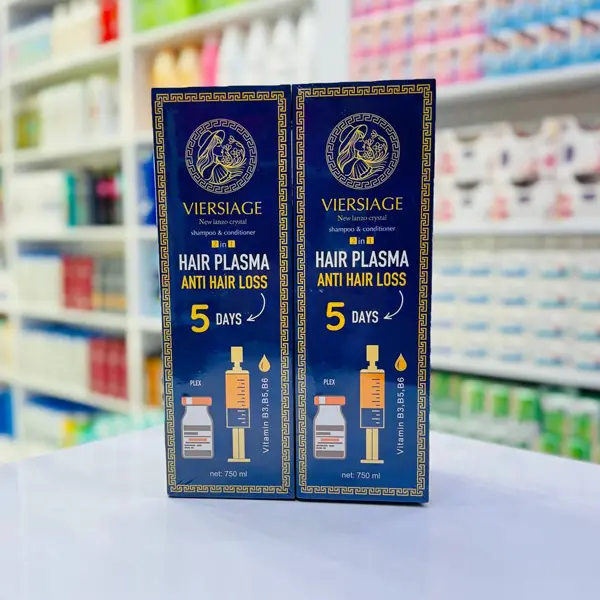 VIERSIAGE
New lanzo crystal
shampoo & conditioner
2 in 1
HAIR PLASMA
ANTI HAIR LOSS
5 DAYS
PLEX
Vitamin B3,B5,B6
net: 750 ml
VIERSIAGE
New lanzo crystal
shampoo & conditioner
2 in 1
HAIR PLASMA
ANTI HAIR LOSS
5 DAYS
PLEX
Vitamin B3,B5,B6
net: 750 ml